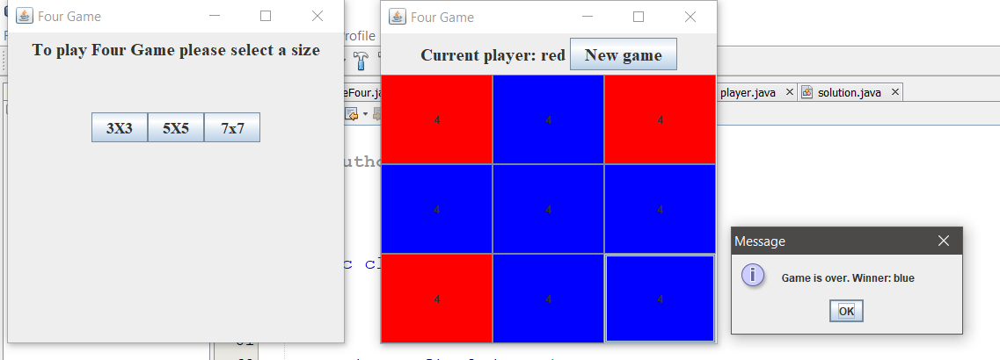 Four Game
To play Four Game please select a size
3X3 5X5 7x7
Four Game
Current player: red New game
4 4 4
4 4 4
4 4 4
Message
Game is over. Winner: blue
OK
rofile
eFour.ja
player.java
solution.java
utho
c cl